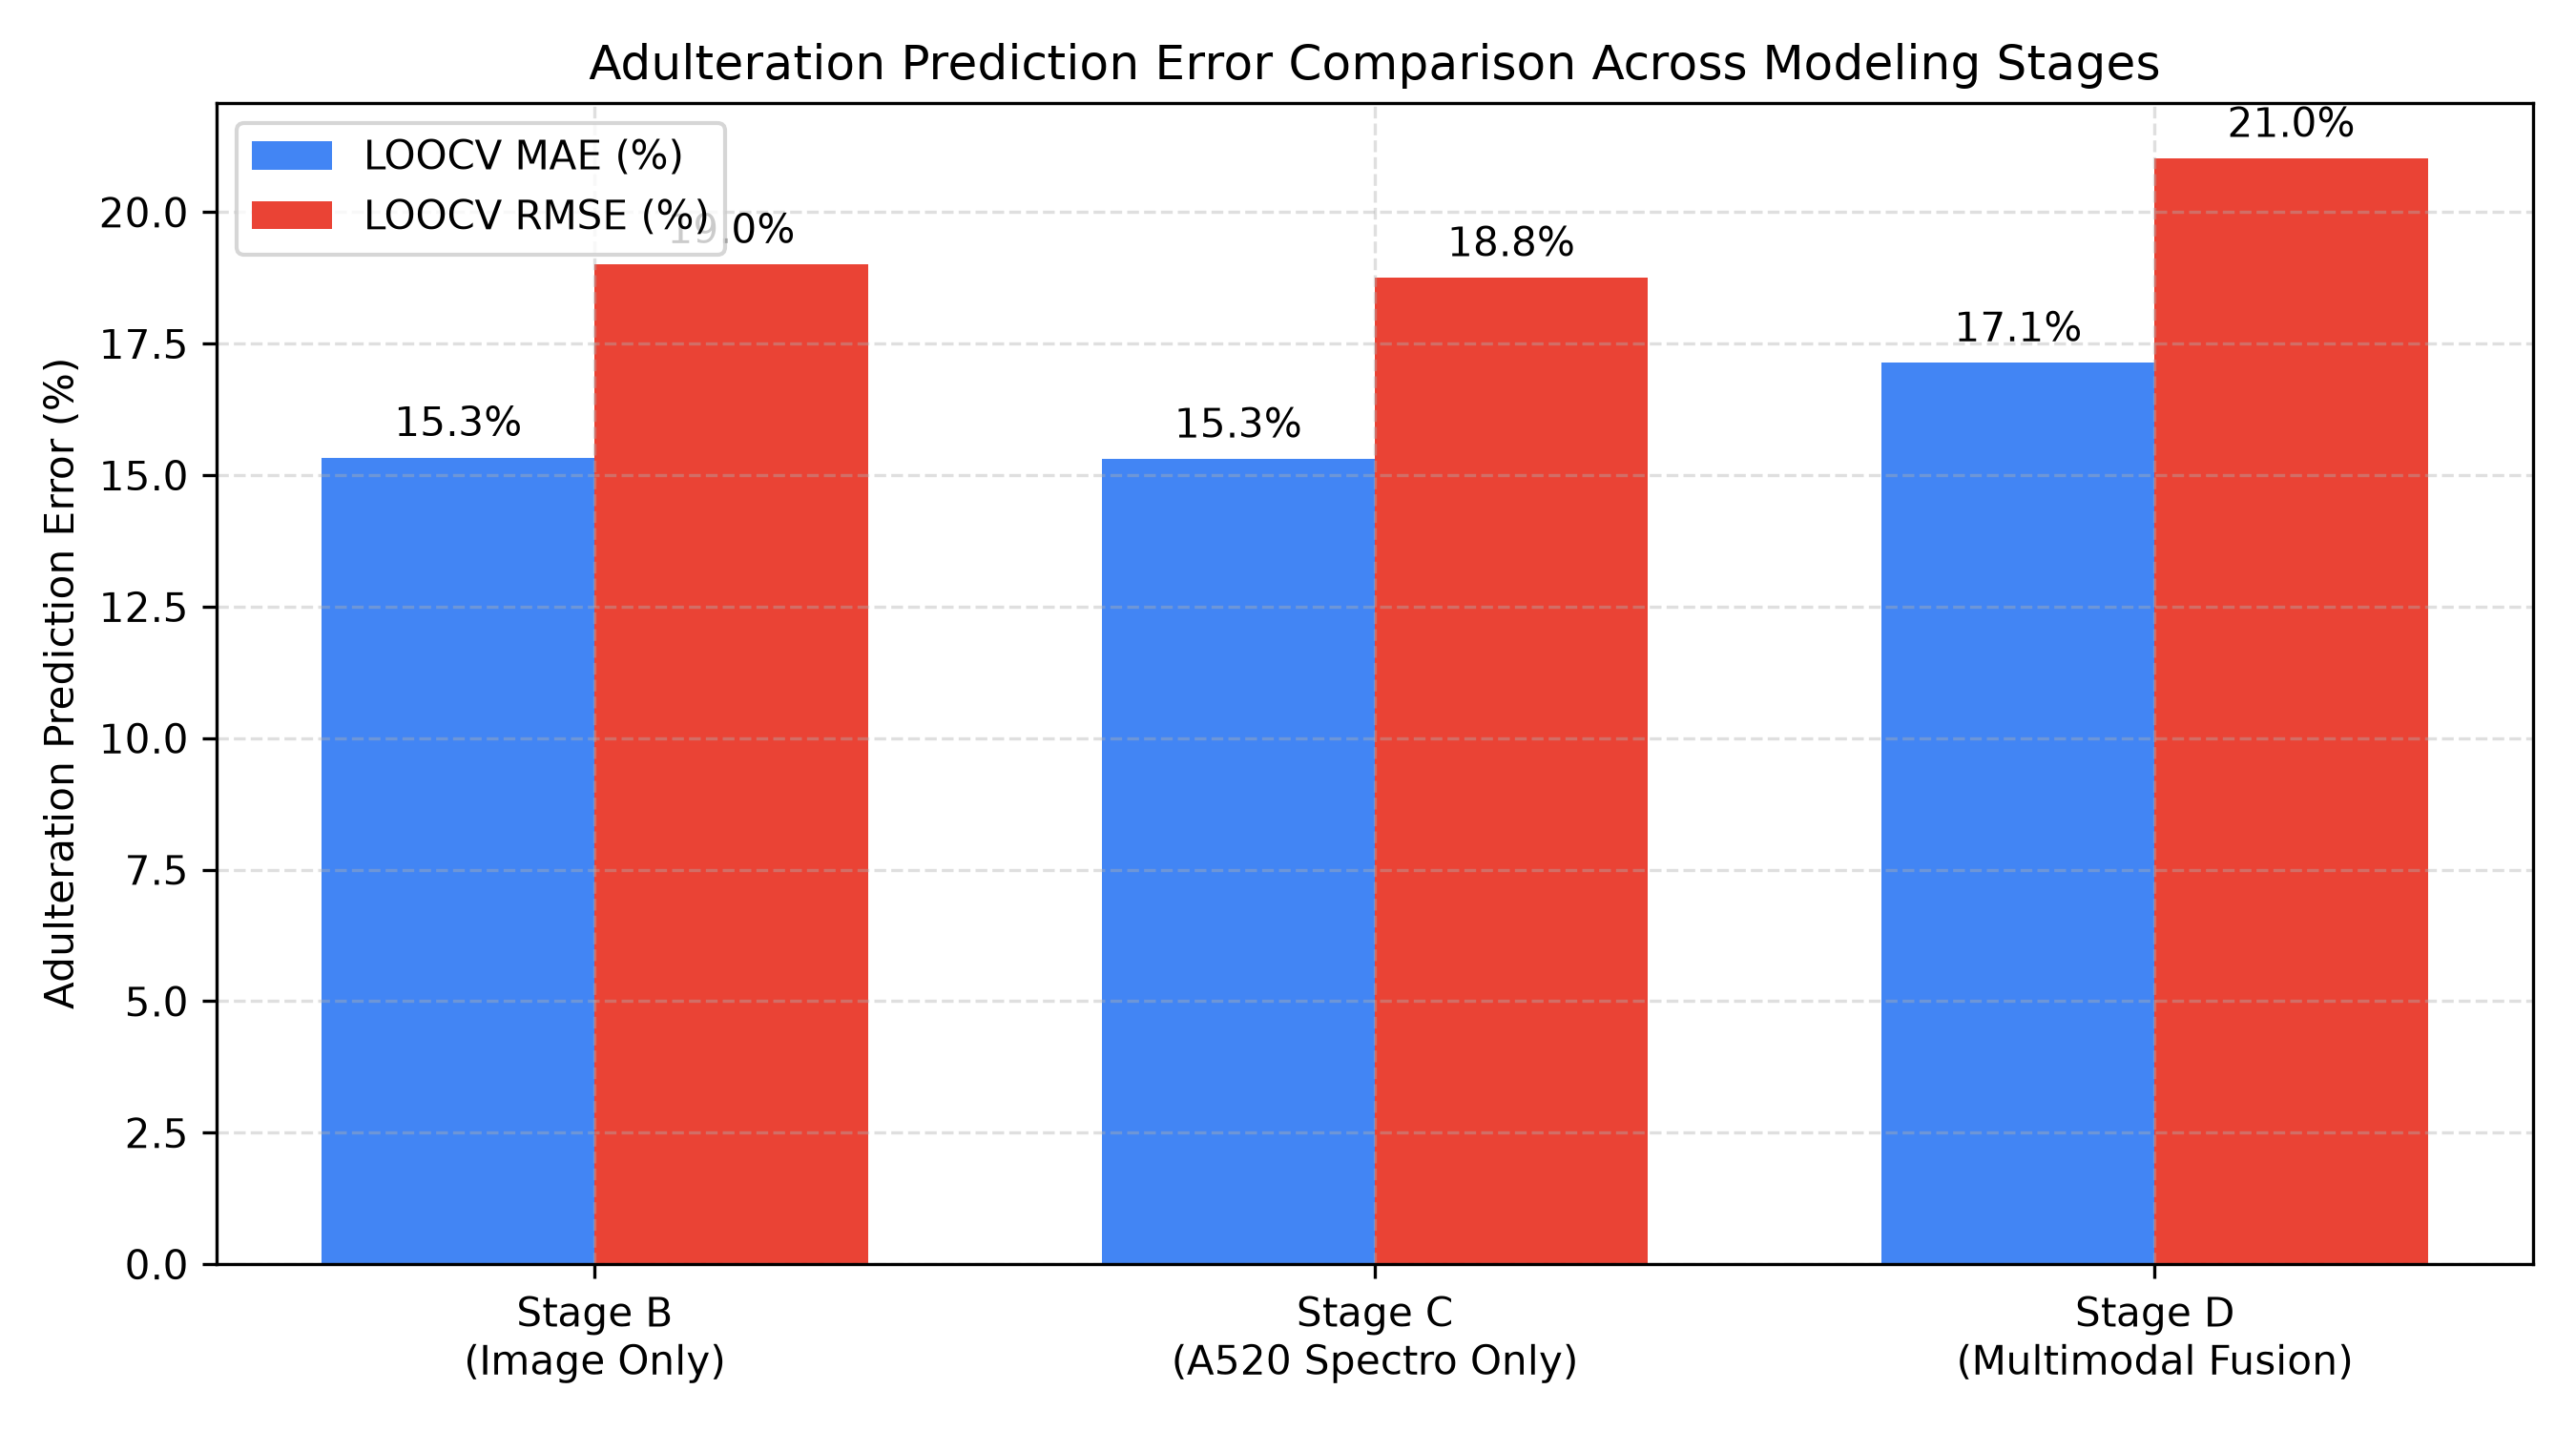 Adulteration Prediction Error Comparison Across Modeling Stages
LOOCV MAE (%)
LOOCV RMSE (%)
Adulteration Prediction Error (%)
20.0
17.5
15.0
12.5
10.0
7.5
5.0
2.5
0.0
15.3%
19.0%
15.3%
18.8%
17.1%
21.0%
Stage B
(Image Only)
Stage C
(A520 Spectro Only)
Stage D
(Multimodal Fusion)